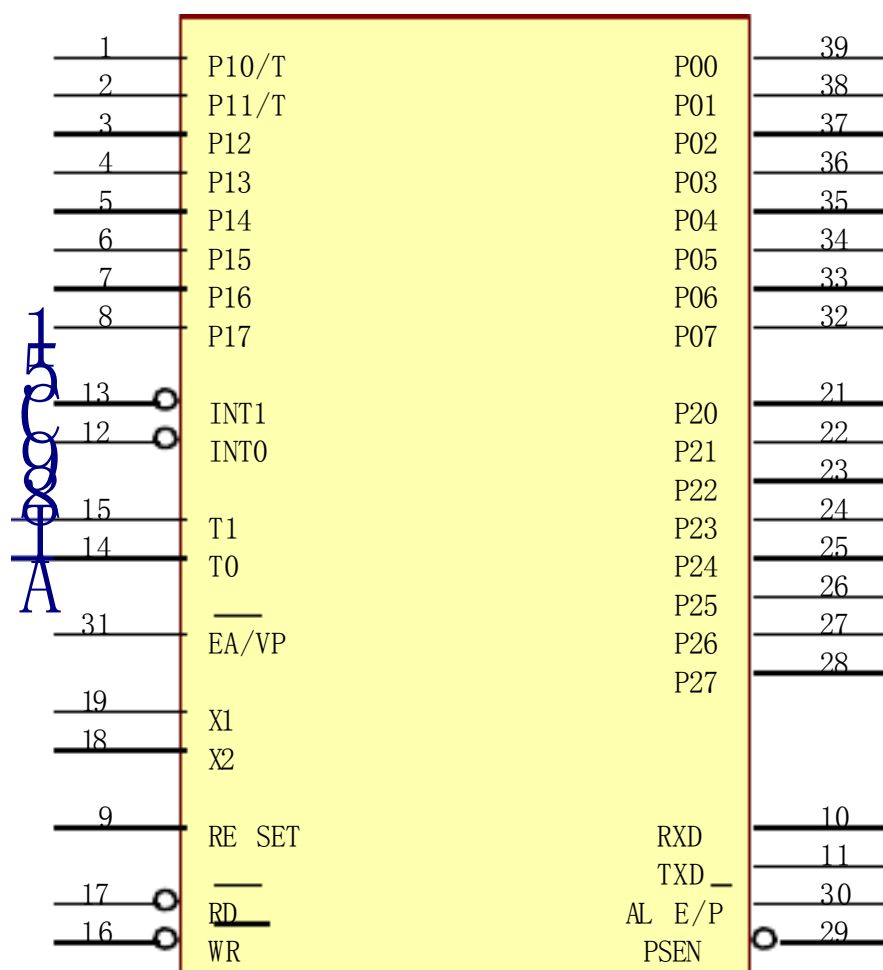 1 P10/T P00 39
2 P11/T P01 38
3 P12 P02 37
4 P13 P03 36
5 P14 P04 35
6 P15 P05 34
7 P16 P06 33
8 P17 P07 32
13 INT1 P20 21
12 INT0 P21 22
P22 23
15 T1 P23 24
14 T0 P24 25
P25 26
31 EA/VP P26 27
P27 28
19 X1
18 X2
9 RE SET RXD 10
TXD 11
17 RD AL E/P 30
16 WR PSEN 29
15C98TA